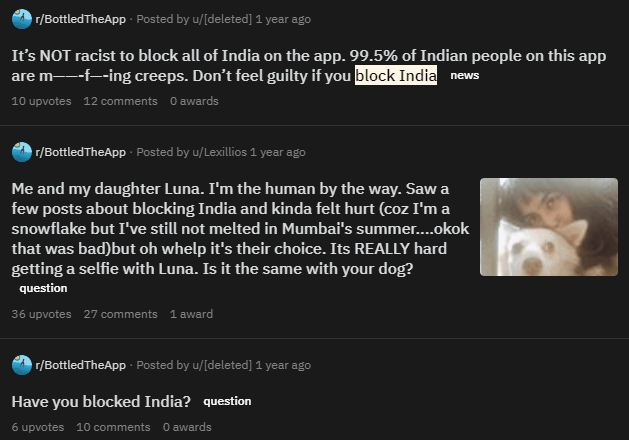 r/BottledTheApp · Posted by u/[deleted] 1 year ago
It's NOT racist to block all of India on the app. 99.5% of Indian people on this app
are m——-f—-ing creeps. Don't feel guilty if you block India news
10 upvotes 12 comments 0 awards
r/BottledTheApp · Posted by u/Lexillios 1 year ago
Me and my daughter Luna. I'm the human by the way. Saw a
few posts about blocking India and kinda felt hurt (coz I'm a
snowflake but I've still not melted in Mumbai's summer....okok
that was bad)but oh whelp it's their choice. Its REALLY hard
getting a selfie with Luna. Is it the same with your dog?
question
36 upvotes 27 comments 1 award
r/BottledTheApp · Posted by u/[deleted] 1 year ago
Have you blocked India? question
6 upvotes 10 comments 0 awards